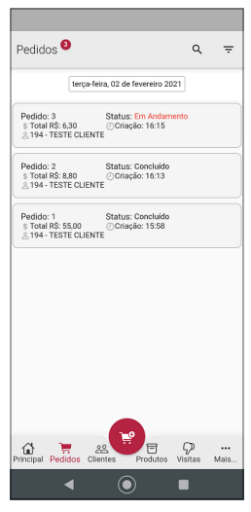 Pedidos 3
terça-feira, 02 de fevereiro 2021
Pedido: 3 Status: Em Andamento
$ Total R$: 6,30 Criação: 16:15
194 - TESTE CLIENTE
Pedido: 2 Status: Concluído
$ Total R$: 8,80 Criação: 16:13
194 - TESTE CLIENTE
Pedido: 1 Status: Concluído
$ Total R$: 55,00 Criação: 15:58
194 - TESTE CLIENTE
Principal Pedidos Clientes Produtos Visitas Mais...